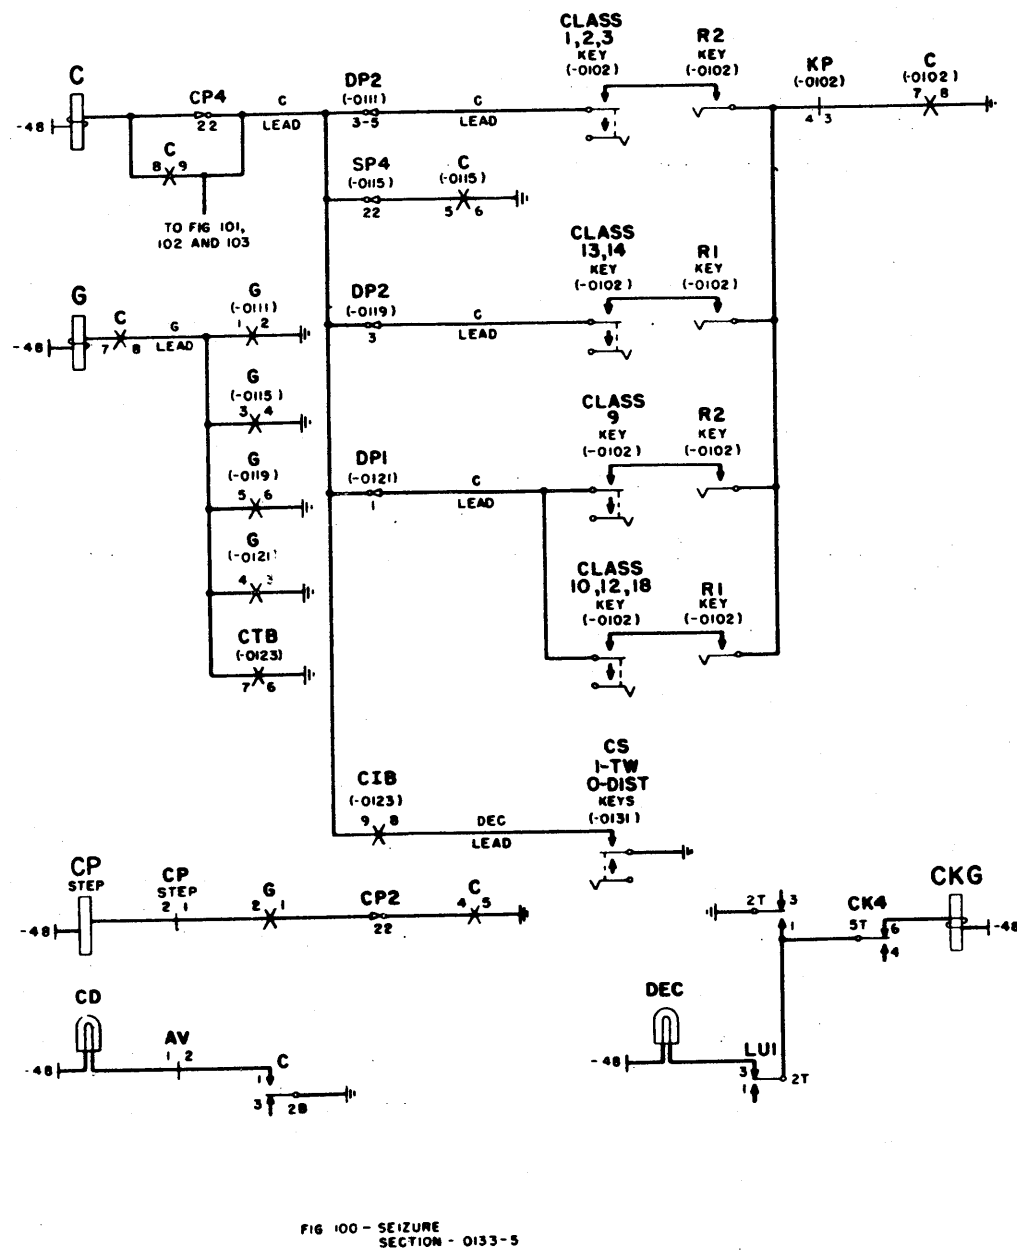 C
-48
CP4
22
C
LEAD
C
8 9
TO FIG 101,
102 AND 103
DP2
(-0111)
3-5
C
LEAD
CLASS
1,2,3
KEY
(-0102)
R2
KEY
(-0102)
KP
(-0102)
4 3
C
(-0102)
7 8
SP4
(-0115)
22
C
(-0115)
5 6
G
-48
C
7 8
G
LEAD
G
(-0111)
1 2
G
(-0115)
3 4
G
(-0119)
5 6
G
(-0121)
4 3
CTB
(-0123)
7 6
DP2
(-0119)
3
C
LEAD
CLASS
13,14
KEY
(-0102)
R1
KEY
(-0102)
DP1
(-0121)
1
C
LEAD
CLASS
9
KEY
(-0102)
R2
KEY
(-0102)
CLASS
10,12,18
KEY
(-0102)
R1
KEY
(-0102)
CIB
(-0123)
9 8
DEC
LEAD
CS
1-TW
0-DIST
KEYS
(-0131)
CP
STEP
-48
CP
STEP
2 1
G
2 1
CP2
22
C
4 5
2T
3
1
CK4
5T
6
4
CKG
-48
CD
-48
AV
1 2
C
1
3
2B
DEC
-48
LU1
3
1
2T
FIG 100 - SEIZURE
SECTION - 0133-5